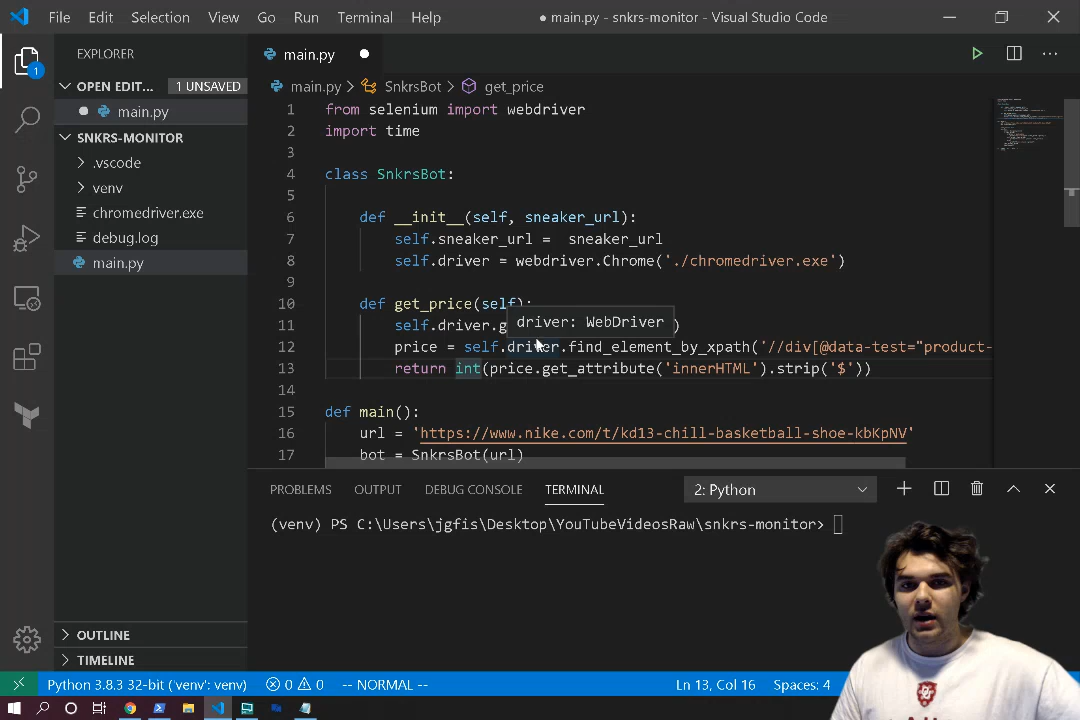 File Edit Selection View Go Run Terminal Help
● main.py - snkrs-monitor - Visual Studio Code
EXPLORER
1
OPEN EDIT... 1 UNSAVED
main.py
SNKRS-MONITOR
.vscode
venv
chromedriver.exe
debug.log
main.py
OUTLINE
TIMELINE
main.py
main.py > SnkrsBot > get_price
1 from selenium import webdriver
2 import time
3
4 class SnkrsBot:
5
6 def __init__(self, sneaker_url):
7 self.sneaker_url = sneaker_url
8 self.driver = webdriver.Chrome('./chromedriver.exe')
9
10 def get_price(self):
11 self.driver.g )
driver: WebDriver
12 price = self.driver.find_element_by_xpath('//div[@data-test="product-
13 return int(price.get_attribute('innerHTML').strip('$'))
14
15 def main():
16 url = 'https://www.nike.com/t/kd13-chill-basketball-shoe-kbKpNV'
17 bot = SnkrsBot(url)
PROBLEMS OUTPUT DEBUG CONSOLE TERMINAL 2: Python
(venv) PS C:\Users\jgfis\Desktop\YouTubeVideosRaw\snkrs-monitor>
Python 3.8.3 32-bit ('venv': venv) 0 0 -- NORMAL -- Ln 13, Col 16 Spaces: 4